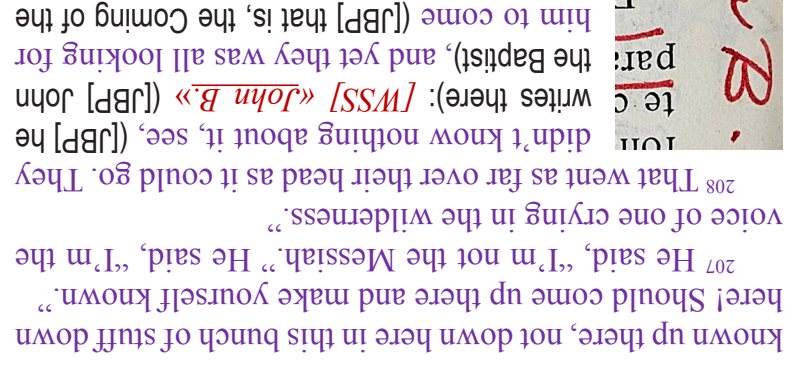 known up there, not down here in this bunch of stuff down
here! Should come up there and make yourself known.”
207 He said, “I’m not the Messiah.” He said, “I’m the
voice of one crying in the wilderness.”
208 That went as far over their head as it could go. They
didn’t know nothing about it, see, ([JBP] he
writes there): [WSS] «John B.» ([JBP] John
the Baptist), and yet they was all looking for
him to come ([JBP] that is, the Coming of the
B.
te
para